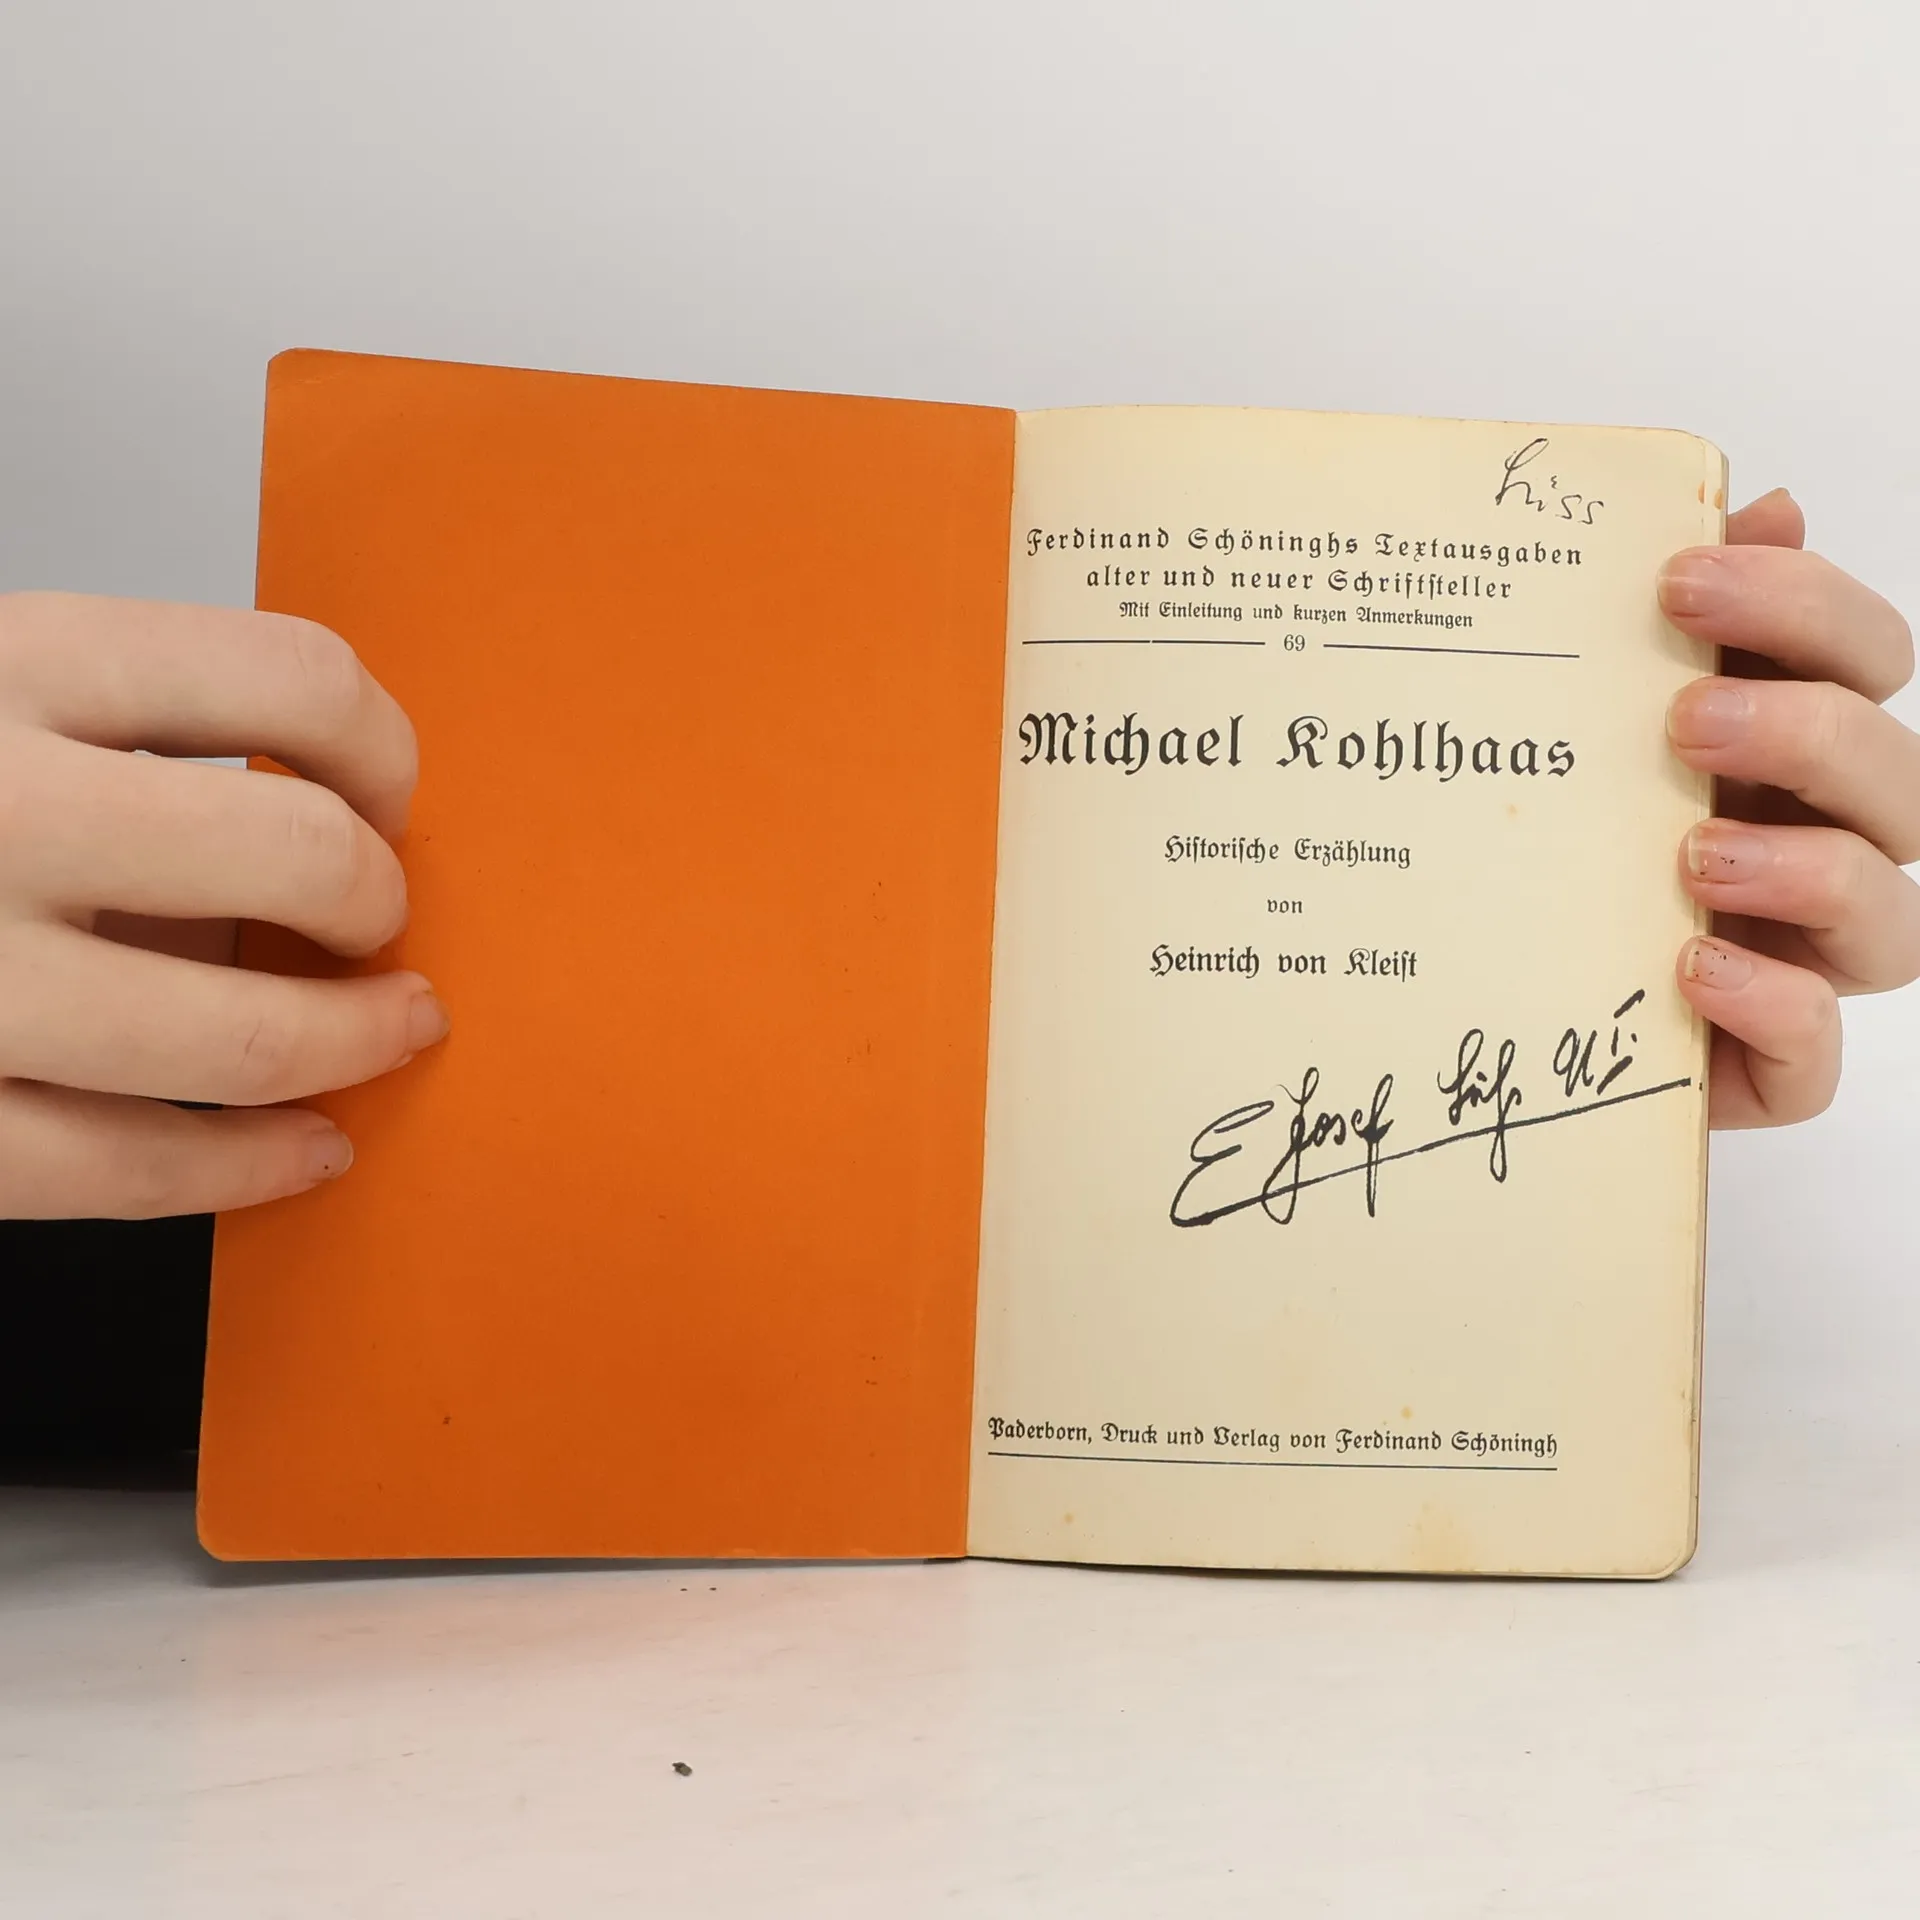 Ferdinand Schöninghs Textausgaben
alter und neuer Schriftſteller
Mit Einleitung und kurzen Anmerkungen
69
Michael Kohlhaas
Hiſtoriſche Erzählung
von
Heinrich von Kleiſt
E Josef
Paderborn, Druck und Verlag von Ferdinand Schöningh